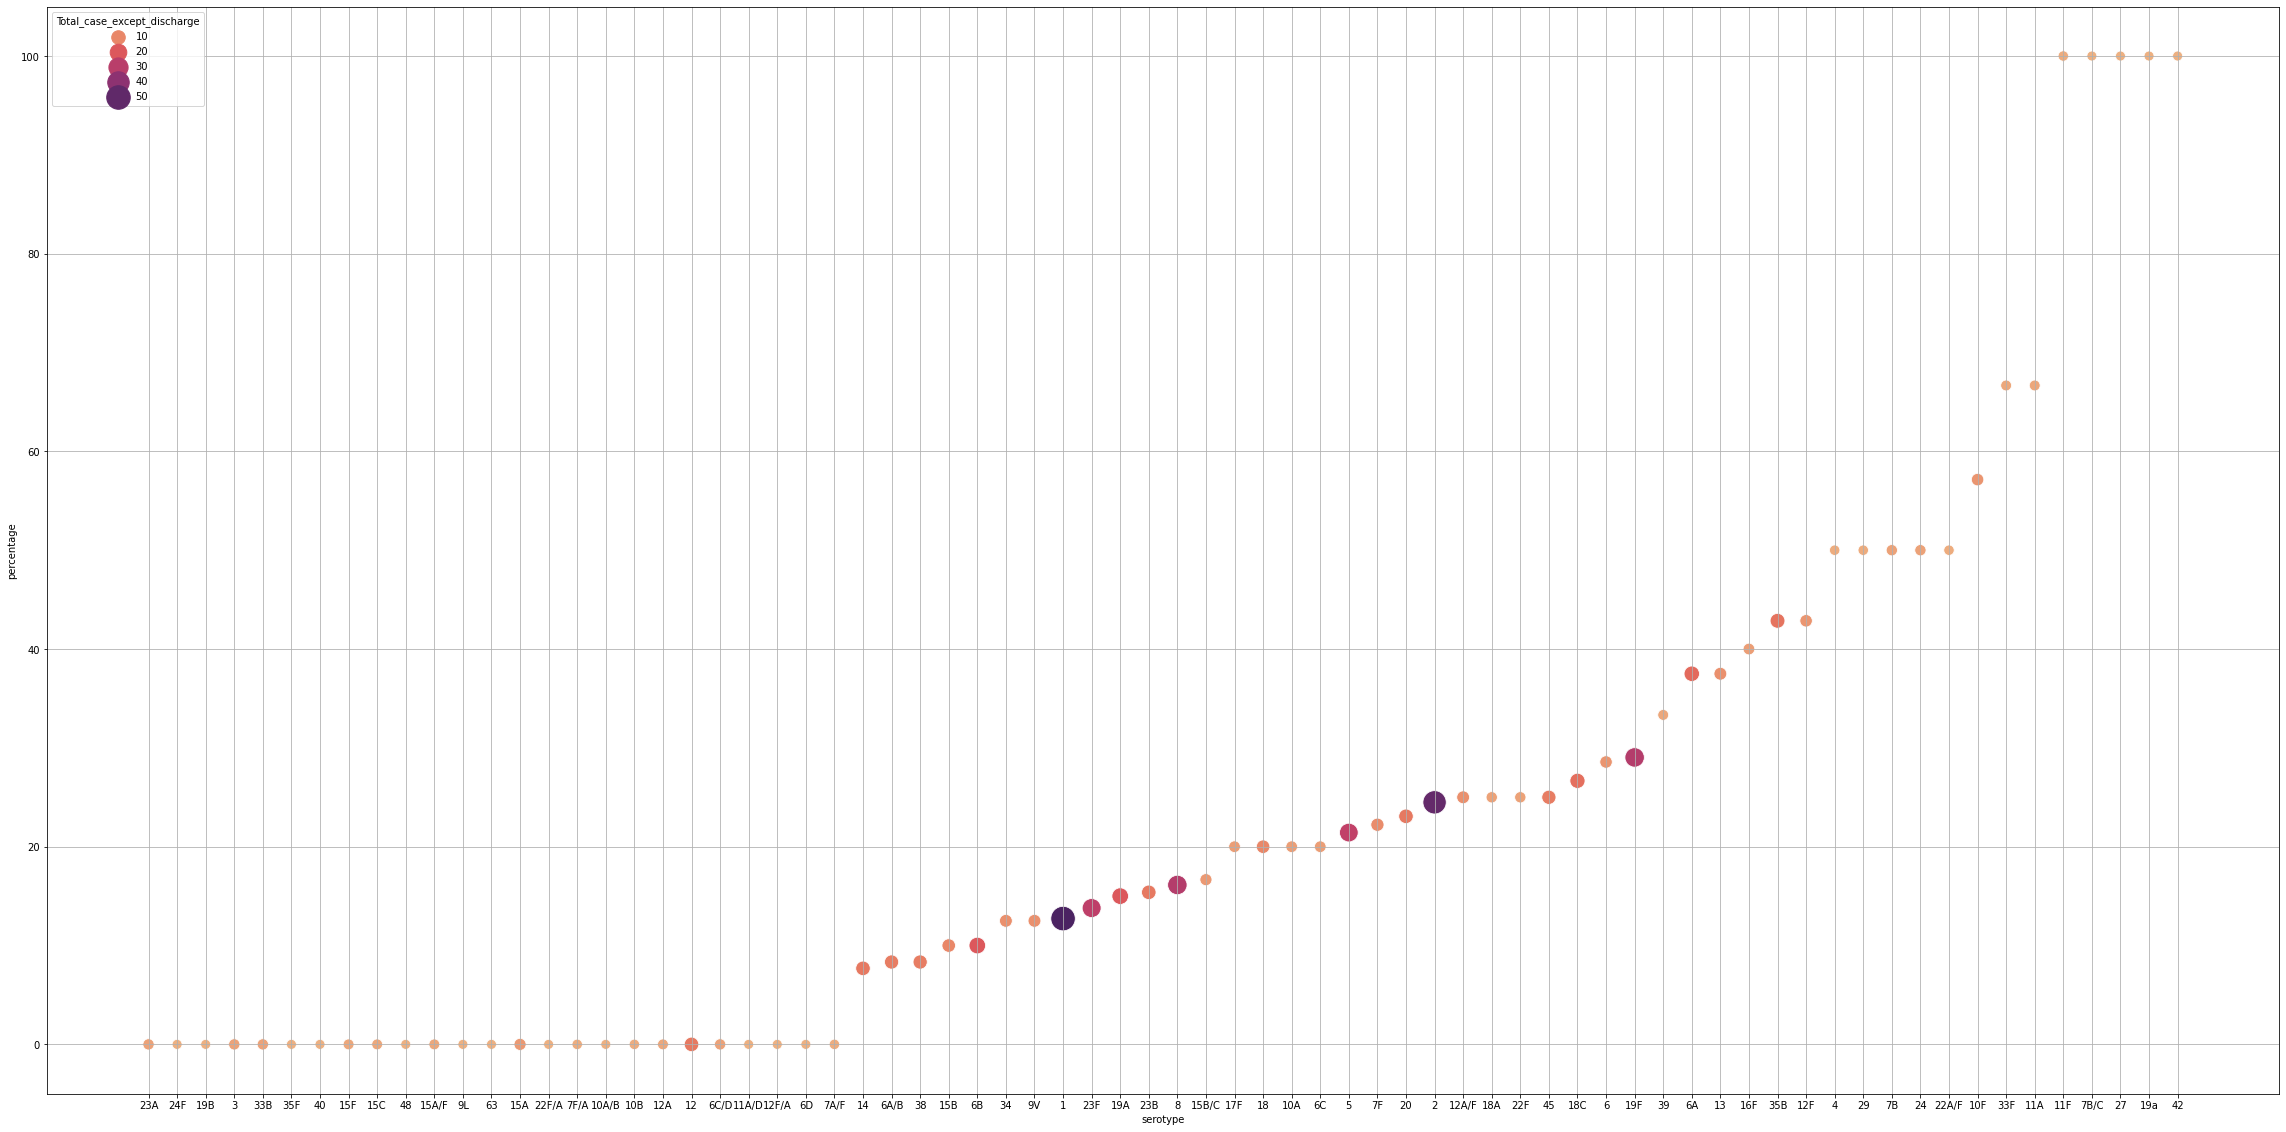 Total_case_except_discharge
10
20
30
40
50
100
80
60
40
20
0
percentage
23A 24F 19B 3 33B 35F 40 15F 15C 48 15A/F 9L 63 15A 22F/A 7F/A 10A/B 10B 12A 12 6C/D 11A/D 12F/A 6D 7A/F 14 6A/B 38 15B 6B 34 9V 1 23F 19A 23B 8 15B/C 17F 18 10A 6C 5 7F 20 2 12A/F 18A 22F 45 18C 6 19F 39 6A 13 16F 35B 12F 4 29 7B 24 22A/F 10F 33F 11A 11F 7B/C 27 19a 42
serotype